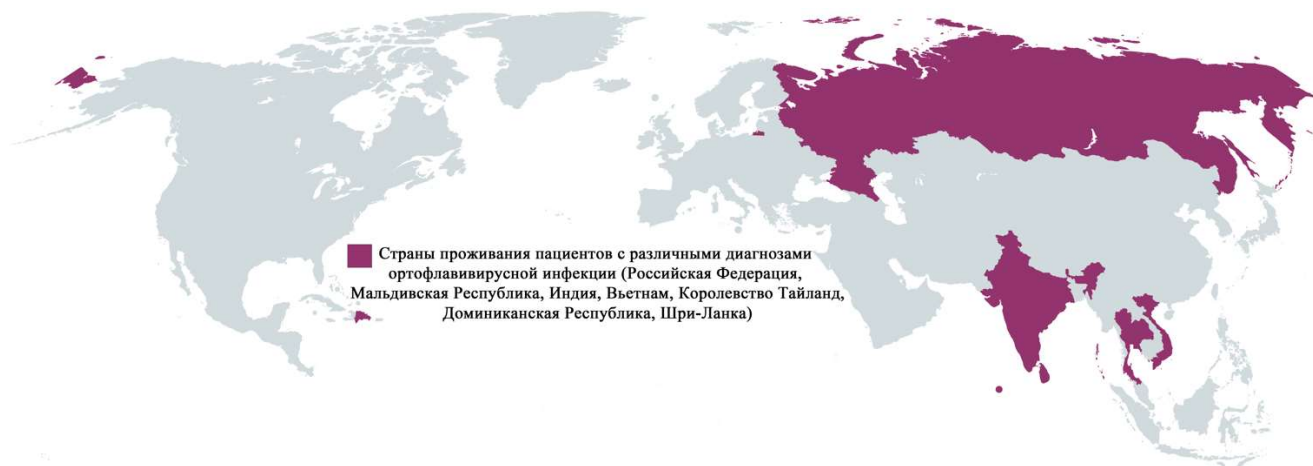 Страны проживания пациентов с различными диагнозами
ортофлавивирусной инфекции (Российская Федерация,
Мальдивская Республика, Индия, Вьетнам, Королевство Тайланд,
Доминиканская Республика, Шри-Ланка)